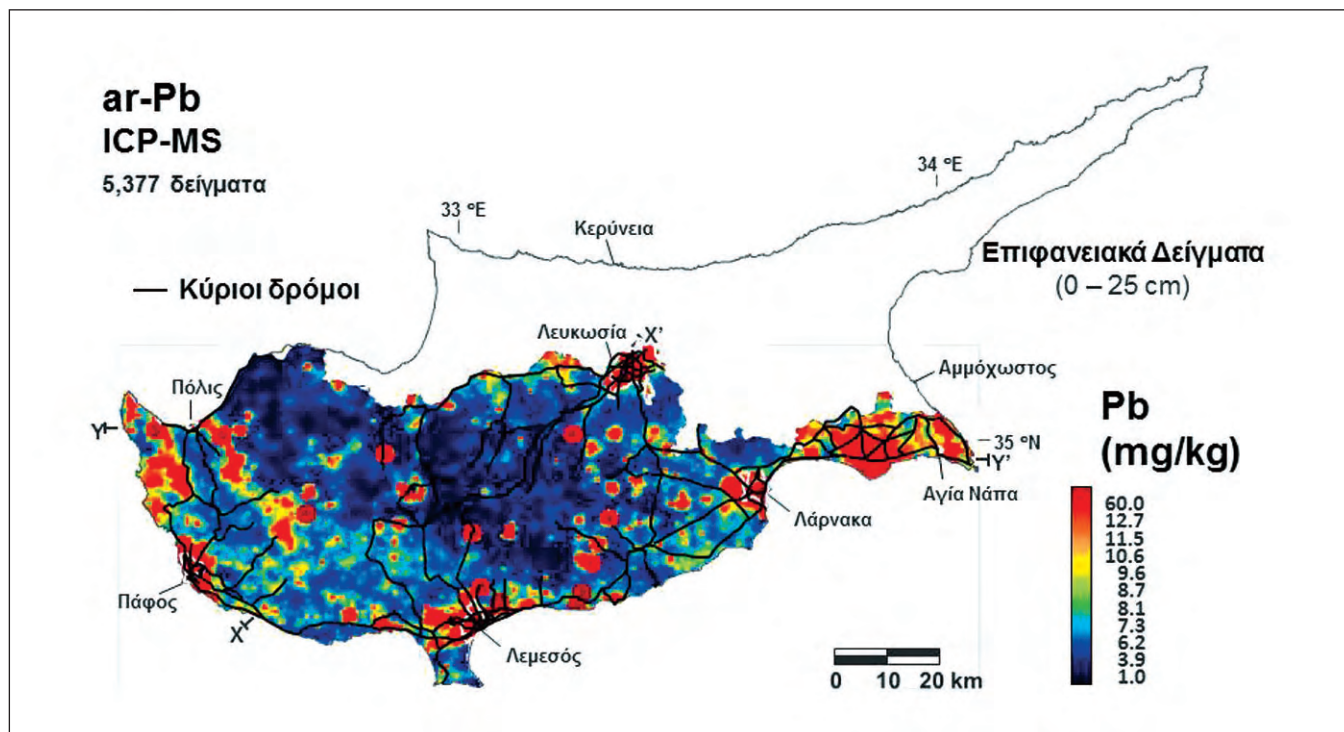 ar-Pb
ICP-MS
5,377 δείγματα
33 °E
34 °E
Κερύνεια
Επιφανειακά Δείγματα
(0 – 25 cm)
Κύριοι δρόμοι
Λευκωσία
X'
Πόλις
Αμμόχωστος
Y
35 °N
Y'
Αγία Νάπα
Λάρνακα
Pb
(mg/kg)
60.0
12.7
11.5
10.6
9.6
8.7
8.1
7.3
6.2
3.9
1.0
Πάφος
X
Λεμεσός
0 10 20 km